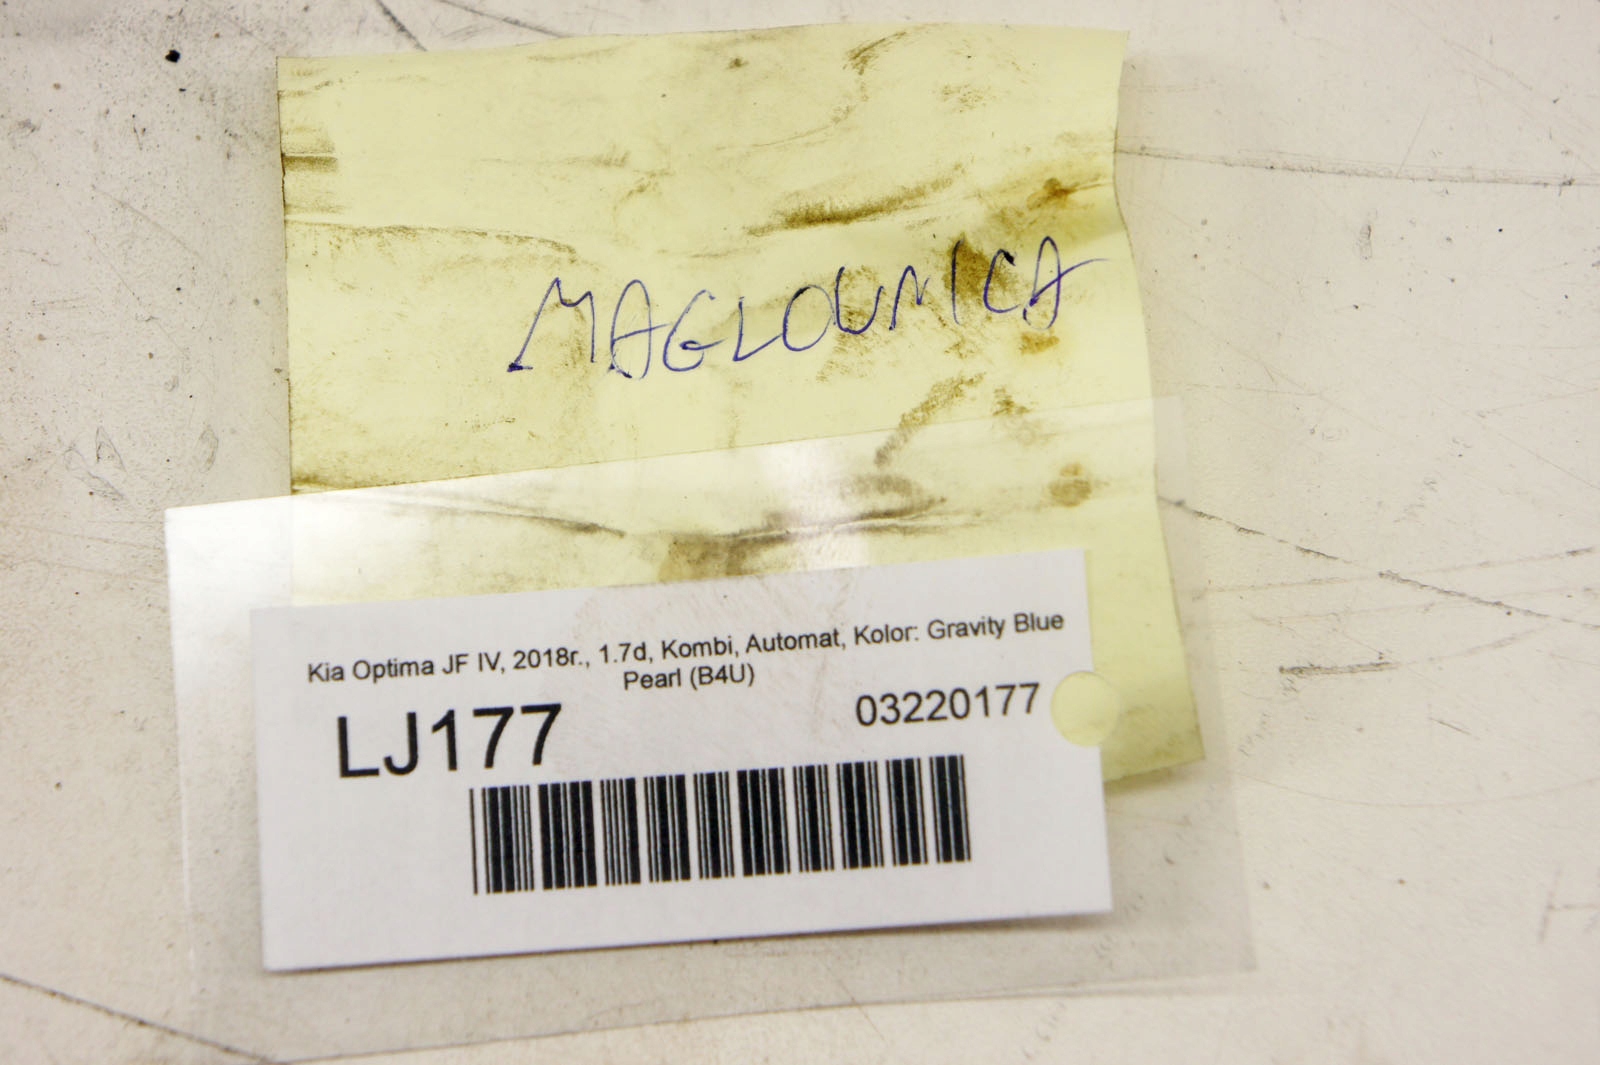 MAGLOWNICA
Kia Optima JF IV, 2018r., 1.7d, Kombi, Automat, Kolor: Gravity Blue
Pearl (B4U)
LJ177
03220177